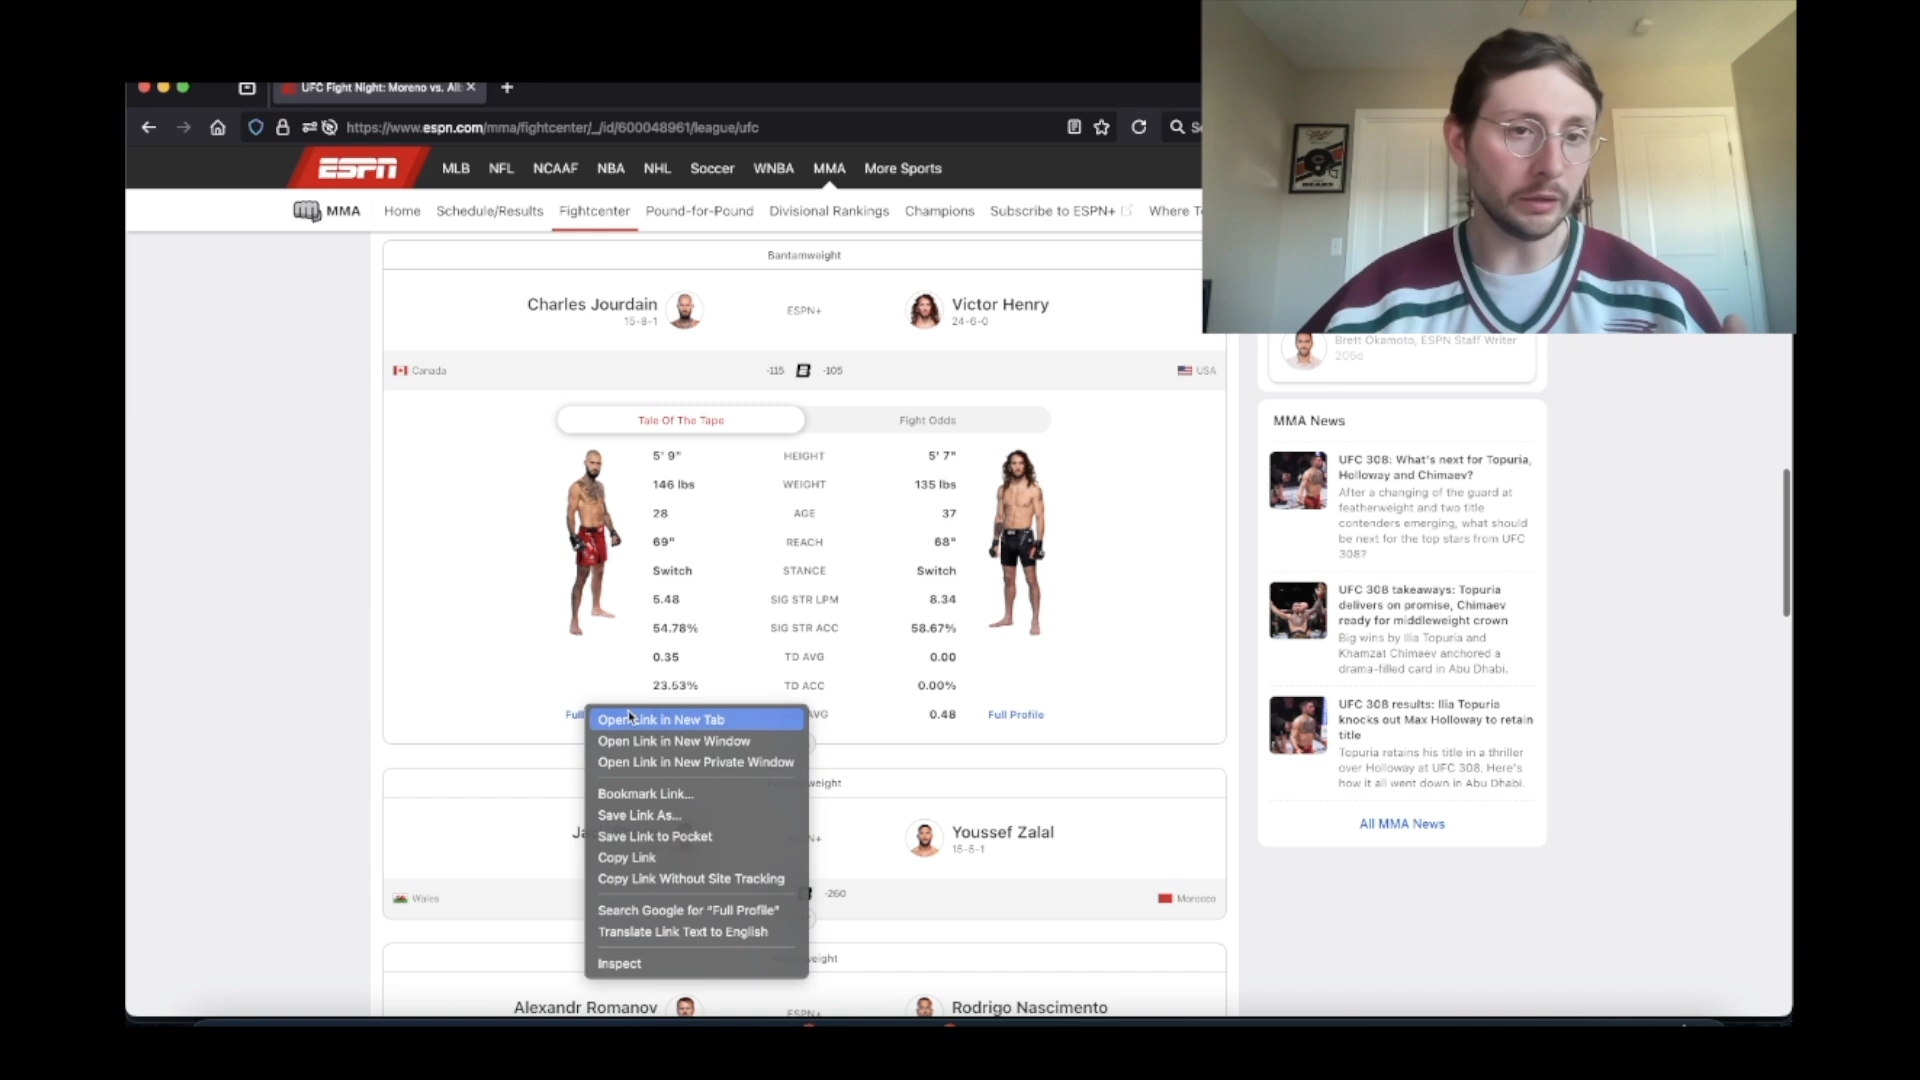 UFC Fight Night: Moreno vs. Alb
https://www.espn.com/mma/fightcenter/_/id/600048961/league/ufc
ESPN
MLB NFL NCAAF NBA NHL Soccer WNBA MMA More Sports
MMA Home Schedule/Results Fightcenter Pound-for-Pound Divisional Rankings Champions Subscribe to ESPN+ Where T
BEARS
Bantamweight
Charles Jourdain
15-8-1
ESPN+
Victor Henry
24-6-0
Canada
-115 B -105
USA
Tale Of The Tape
Fight Odds
5' 9" HEIGHT 5' 7"
146 lbs WEIGHT 135 lbs
28 AGE 37
69" REACH 68"
Switch STANCE Switch
5.48 SIG STR LPM 8.34
54.78% SIG STR ACC 58.67%
0.35 TD AVG 0.00
23.53% TD ACC 0.00%
Full AVG 0.48 Full Profile
Open Link in New Tab
Open Link in New Window
Open Link in New Private Window
Bookmark Link...
Save Link As...
Save Link to Pocket
Copy Link
Copy Link Without Site Tracking
Search Google for "Full Profile"
Translate Link Text to English
Inspect
weight
Ja
N+
Youssef Zalal
15-5-1
Wales
-260
Morocco
weight
Alexandr Romanov
ESPN+
Rodrigo Nascimento
Brett Okamoto, ESPN Staff Writer
206d
MMA News
UFC 308: What's next for Topuria,
Holloway and Chimaev?
After a changing of the guard at
featherweight and two title
contenders emerging, what should
be next for the top stars from UFC
308?
UFC 308 takeaways: Topuria
delivers on promise, Chimaev
ready for middleweight crown
Big wins by Ilia Topuria and
Khamzat Chimaev anchored a
drama-filled card in Abu Dhabi.
UFC 308 results: Ilia Topuria
knocks out Max Holloway to retain
title
Topuria retains his title in a thriller
over Holloway at UFC 308. Here's
how it all went down in Abu Dhabi.
All MMA News